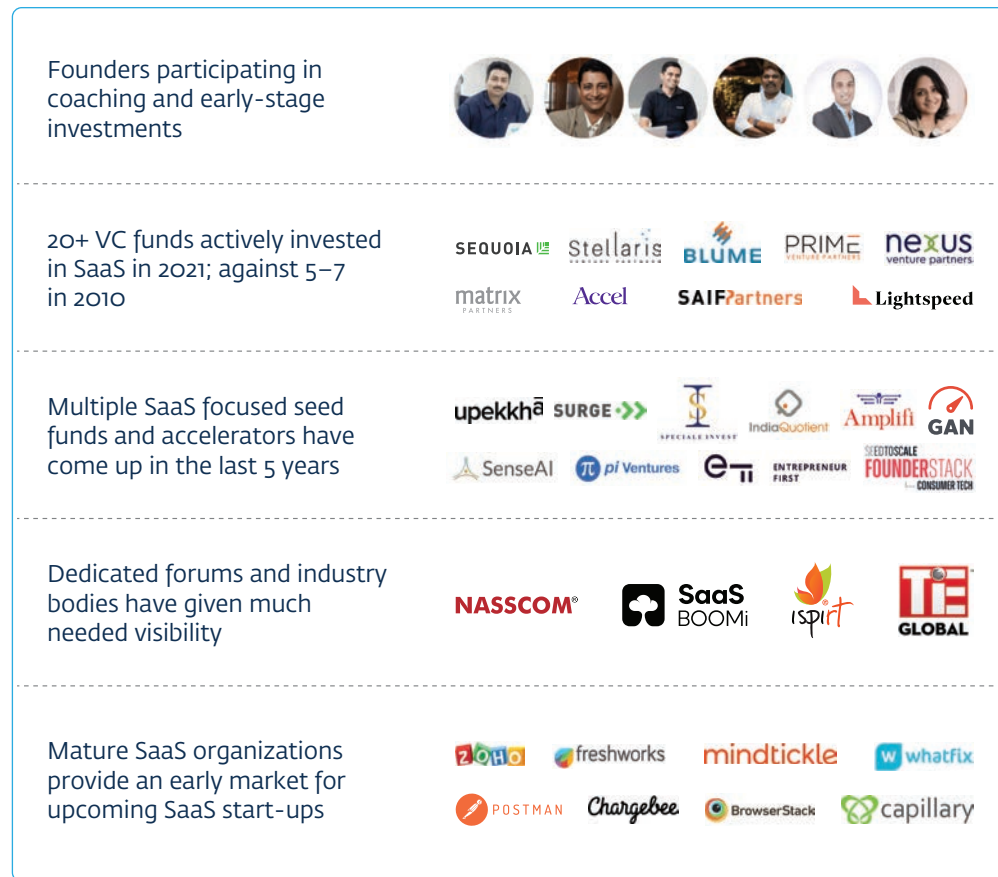 Founders participating in
coaching and early-stage
investments
20+ VC funds actively invested
in SaaS in 2021; against 5–7
in 2010
SEQUOIA
Stellaris
VENTURE PARTNERS
BLUME
PRIME
VENTURE PARTNERS
nexus
venture partners
matrix
PARTNERS
Accel
SAIF Partners
Lightspeed
Multiple SaaS focused seed
funds and accelerators have
come up in the last 5 years
upekkhā
SURGE
SPECIALE INVEST
IndiaQuotient
Amplifi
GAN
SenseAI
pi Ventures
ENTREPRENEUR
FIRST
SEEDTOSCALE
FOUNDERSTACK
CONSUMER TECH
Dedicated forums and industry
bodies have given much
needed visibility
NASSCOM®
SaaS
BOOMi
ispirt
TiE
GLOBAL
Mature SaaS organizations
provide an early market for
upcoming SaaS start-ups
ZOHO
freshworks
mindtickle
w whatfix
POSTMAN
Chargebee
BrowserStack
capillary